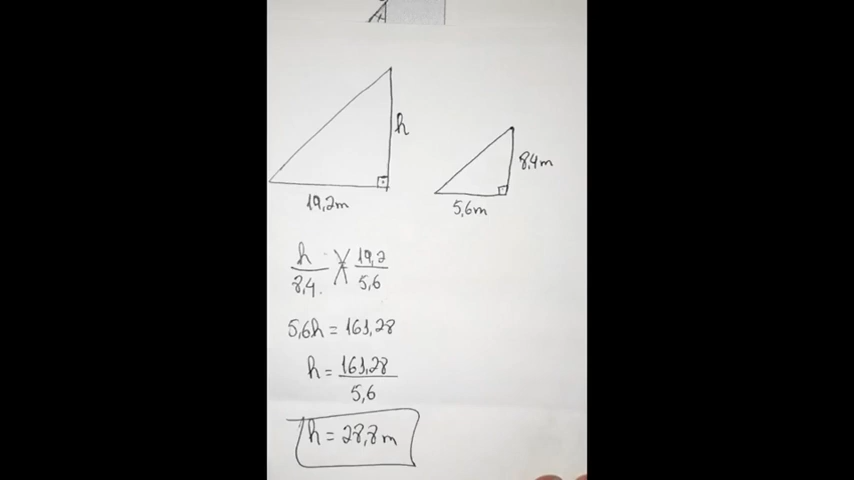 h
8,4m
19,2m
5,6m
h/8,4 = 19,2/5,6
5,6h = 161,28
h = 161,28/5,6
h = 28,8m